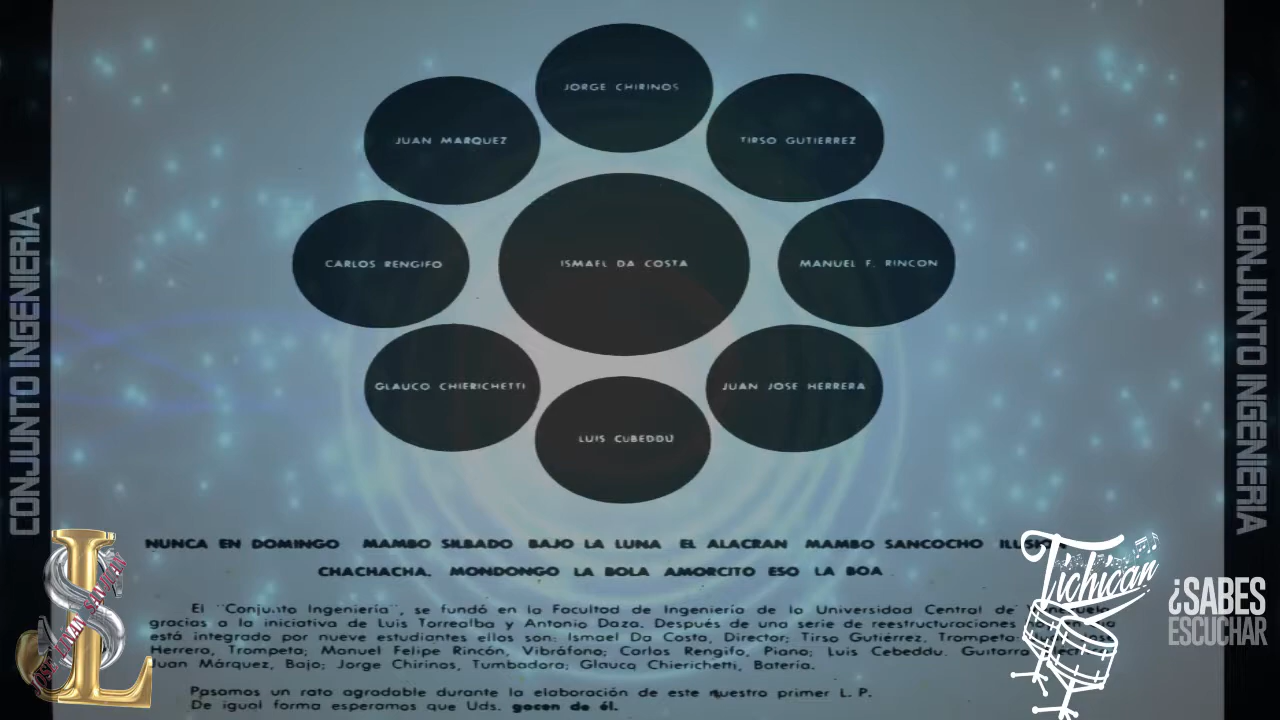 JORGE CHIRINOS
JUAN MARQUEZ
TIRSO GUTIERREZ
CARLOS RENGIFO
ISMAEL DA COSTA
MANUEL F. RINCON
GLAUCO CHIERICHETTI
JUAN JOSE HERRERA
LUIS CUBEDDU
CONJUNTO INGENIERIA
CONJUNTO INGENIERIA
NUNCA EN DOMINGO MAMBO SILBADO BAJO LA LUNA EL ALACRAN MAMBO SANCOCHO
CHACHACHA. MONDONGO LA BOLA AMORCITO ESO LA BOA
El "Conjunto Ingeniería", se fundó en la Facultad de Ingeniería de la Universidad Central de
gracias a la iniciativa de Luis Torrealba y Antonio Daza. Después de una serie de reestructuraciones
está integrado por nueve estudiantes ellos son: Ismael Da Costa, Director; Tirso Gutiérrez. Trompeta
Herrera, Trompeta; Manuel Felipe Rincón, Vibráfono; Carlos Rengifo, Piano; Luis Cebeddu. Guitarra
Juan Márquez, Bajo; Jorge Chirinos, Tumbadora; Glauco Chierichetti, Batería.
Pasamos un rato agradable durante la elaboración de este nuestro primer L. P.
De igual forma esperamos que Uds. gocen de él.
SL
Tichican
¿SABES
ESCUCHAR